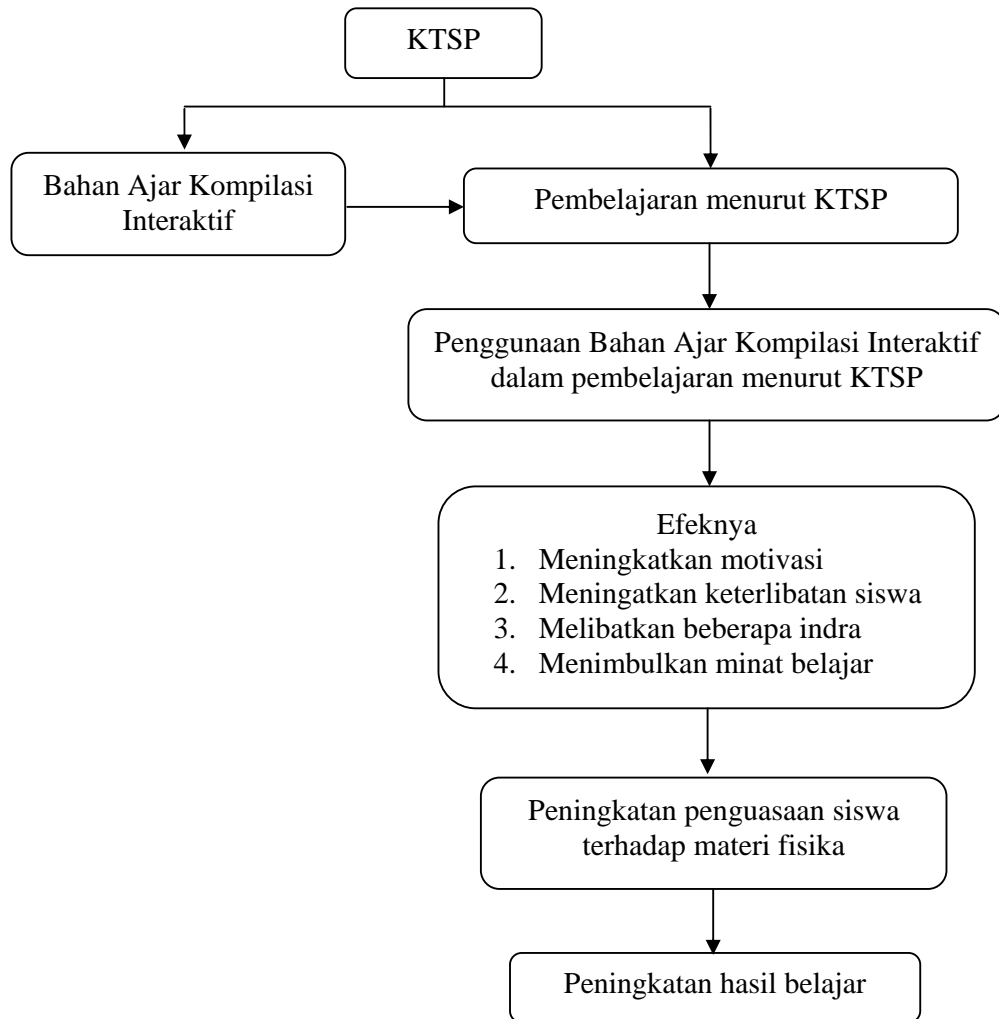 KTSP
Bahan Ajar Kompilasi
Interaktif
Pembelajaran menurut KTSP
Penggunaan Bahan Ajar Kompilasi Interaktif
dalam pembelajaran menurut KTSP
Efeknya
1. Meningkatkan motivasi
2. Meningatkan keterlibatan siswa
3. Melibatkan beberapa indra
4. Menimbulkan minat belajar
Peningkatan penguasaan siswa
terhadap materi fisika
Peningkatan hasil belajar